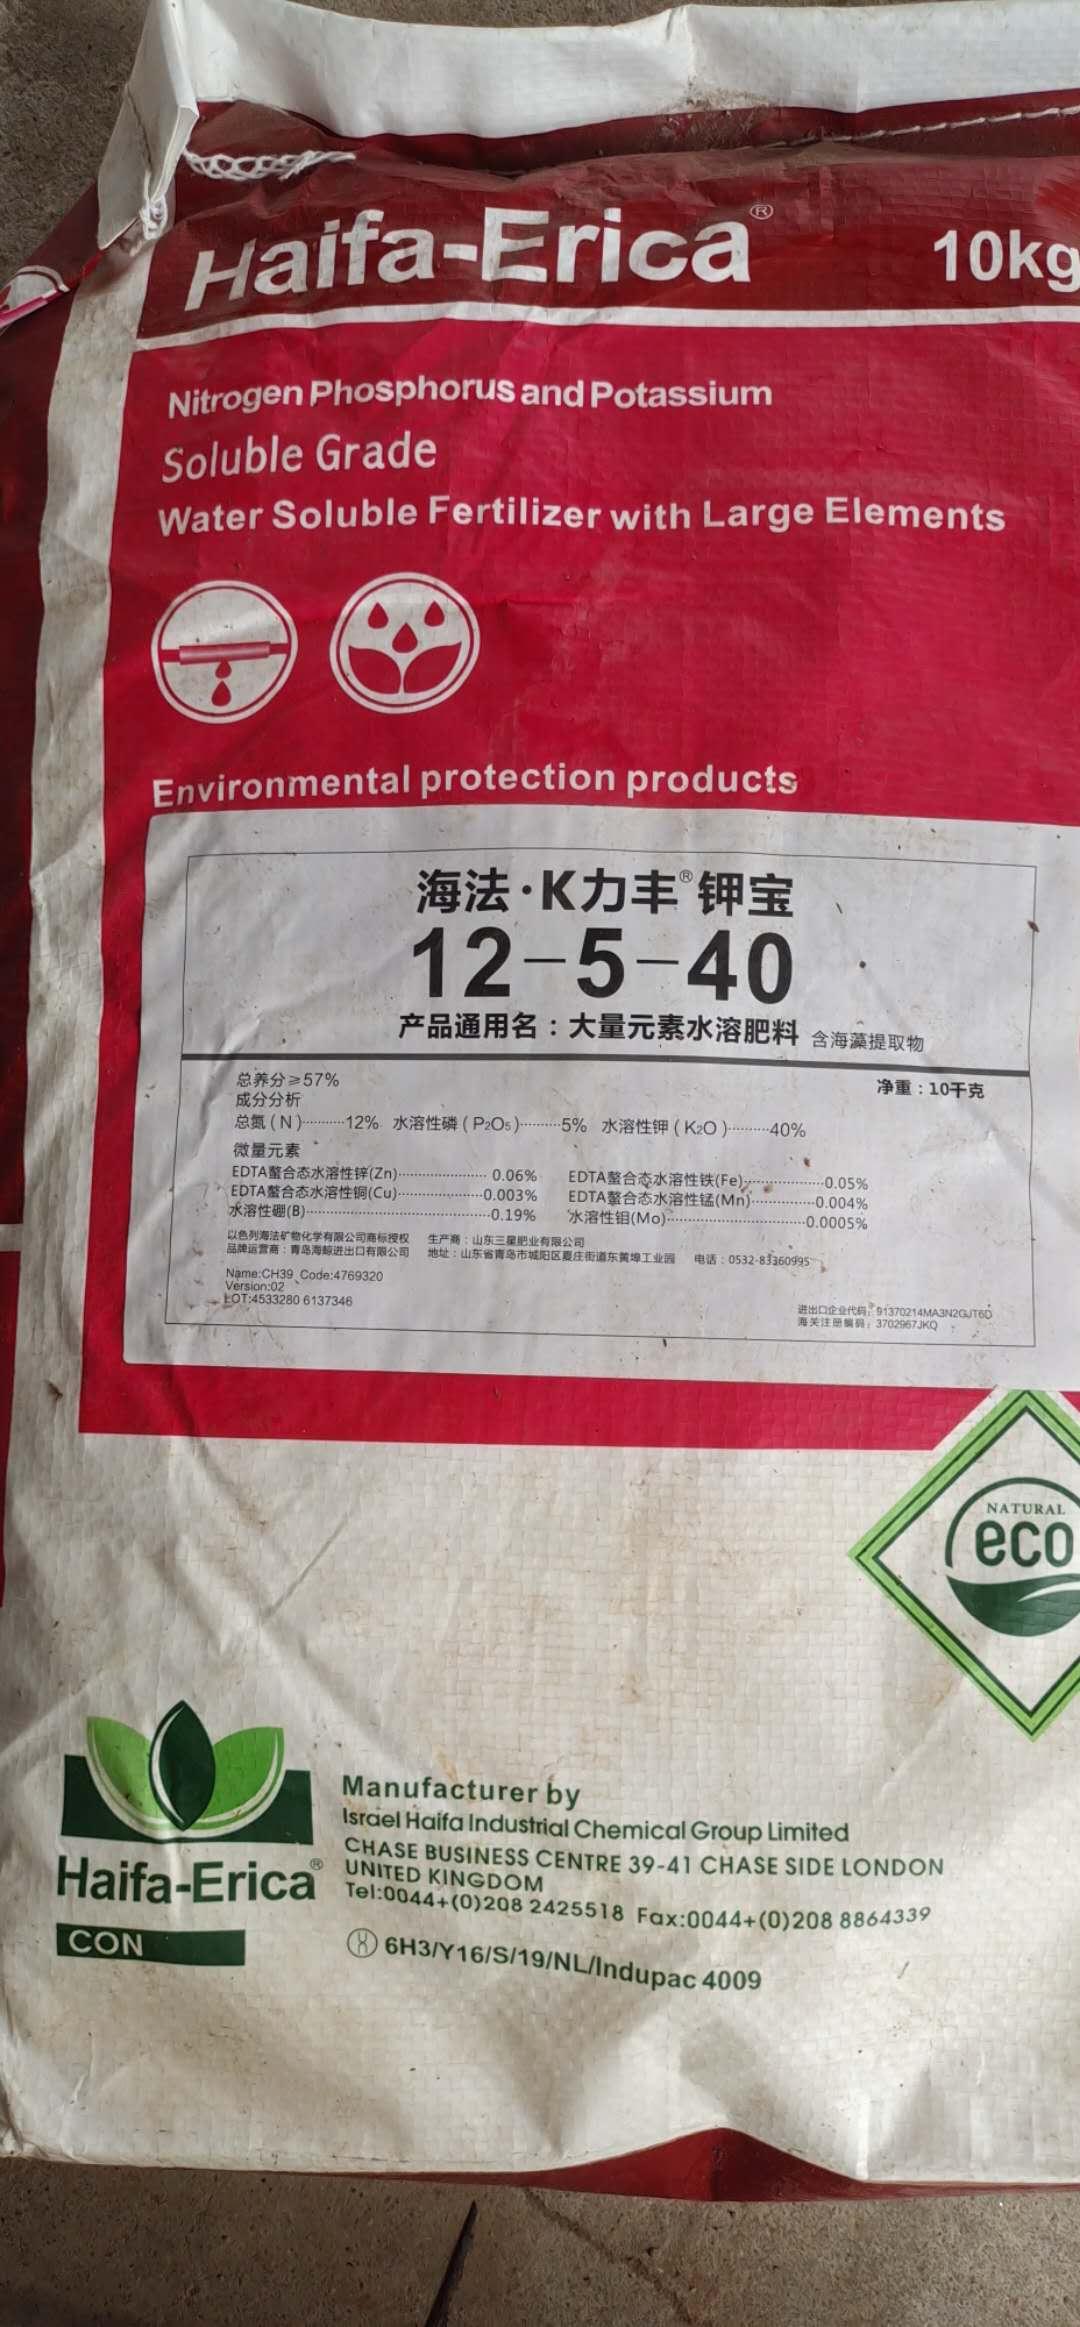 Haifa-Erica®
10kg
Nitrogen Phosphorus and Potassium
Soluble Grade
Water Soluble Fertilizer with Large Elements
Environmental protection products
海法·K力丰®钾宝
12-5-40
产品通用名：大量元素水溶肥料 含海藻提取物
总养分≥57% 净重：10千克
成分分析
总氮(N)··········12% 水溶性磷(P₂O₅)·········5% 水溶性钾(K₂O)·········40%
微量元素
EDTA螯合态水溶性锌(Zn)····················0.06% EDTA螯合态水溶性铁(Fe)··················0.05%
EDTA螯合态水溶性铜(Cu)···················0.003% EDTA螯合态水溶性锰(Mn)··············0.004%
水溶性硼(B)·········································0.19% 水溶性钼(Mo)·······························0.0005%
以色列海法矿物化学有限公司商标授权 生产商：山东三星肥业有限公司
品牌运营商：青岛海鲸进出口有限公司 地址：山东省青岛市城阳区夏庄街道东黄埠工业园 电话：0532-83360995
Name:CH39 Code:4769320
Version:02
LOT:4533280 6137346
进出口企业代码：91370214MA3N2GJT6D
海关注册编码：3702967JKQ
NATURAL
eco
Manufacturer by
Israel Haifa Industrial Chemical Group Limited
CHASE BUSINESS CENTRE 39-41 CHASE SIDE LONDON
UNITED KINGDOM
Tel:0044+(0)208 2425518 Fax:0044+(0)208 8864339
Haifa-Erica®
CON
6H3/Y16/S/19/NL/Indupac 4009